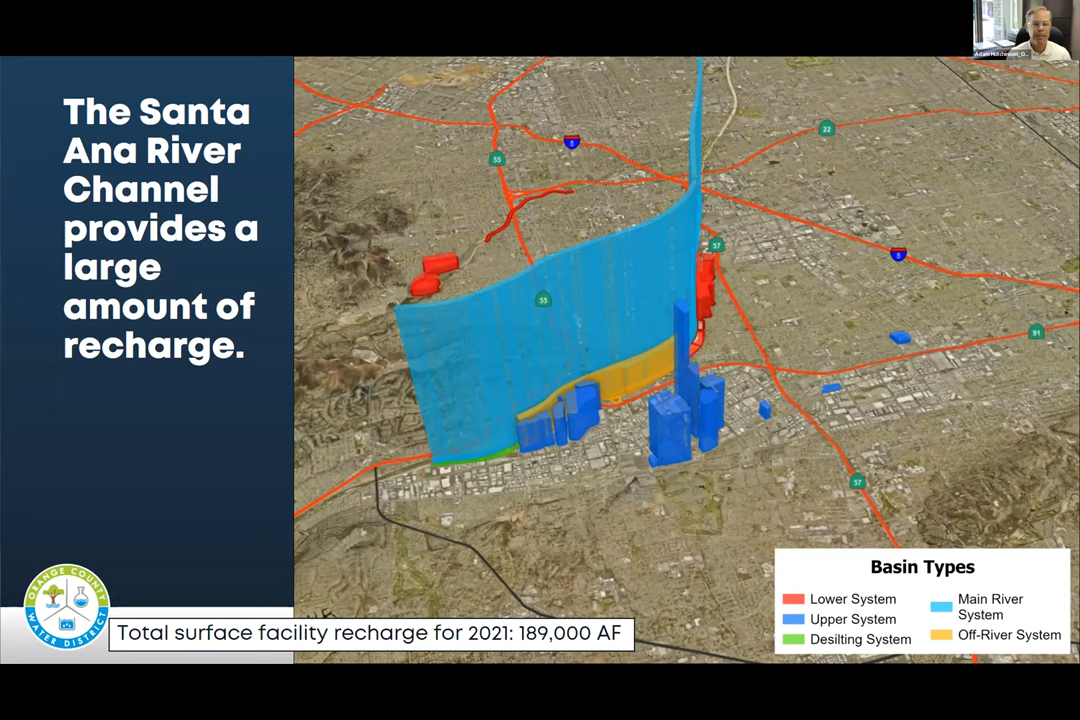 Adam Hutchinson_O...
The Santa
Ana River
Channel
provides a
large
amount of
recharge.
22
5
55
57
5
55
91
57
Basin Types
Lower System
Upper System
Desilting System
Main River
System
Off-River System
ORANGE COUNTY
WATER DISTRICT
Total surface facility recharge for 2021: 189,000 AF